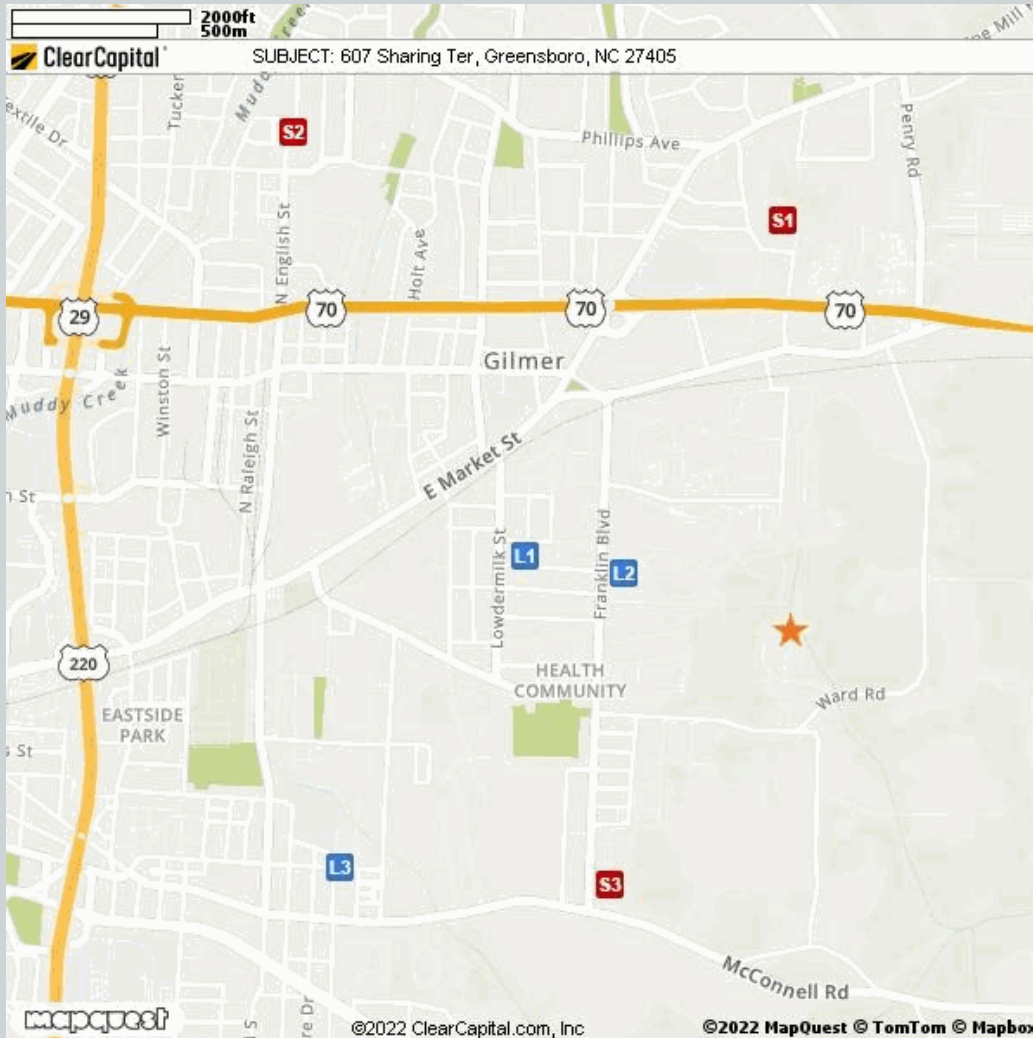 2000ft
500m
ClearCapital
SUBJECT: 607 Sharing Ter, Greensboro, NC 27405
Tucker
Penry Rd
Phillips Ave
S2
S1
N English St
Holt Ave
29
70
70
70
Gilmer
Winston St
Muddy Creek
N Raleigh St
E Market St
St
Lowdermilk St
L1
Franklin Blvd
L2
220
HEALTH
COMMUNITY
EASTSIDE
PARK
Ward Rd
St
L3
S3
McConnell Rd
mapquest
S
re Dr
©2022 ClearCapital.com, Inc
©2022 MapQuest © TomTom © Mapbox